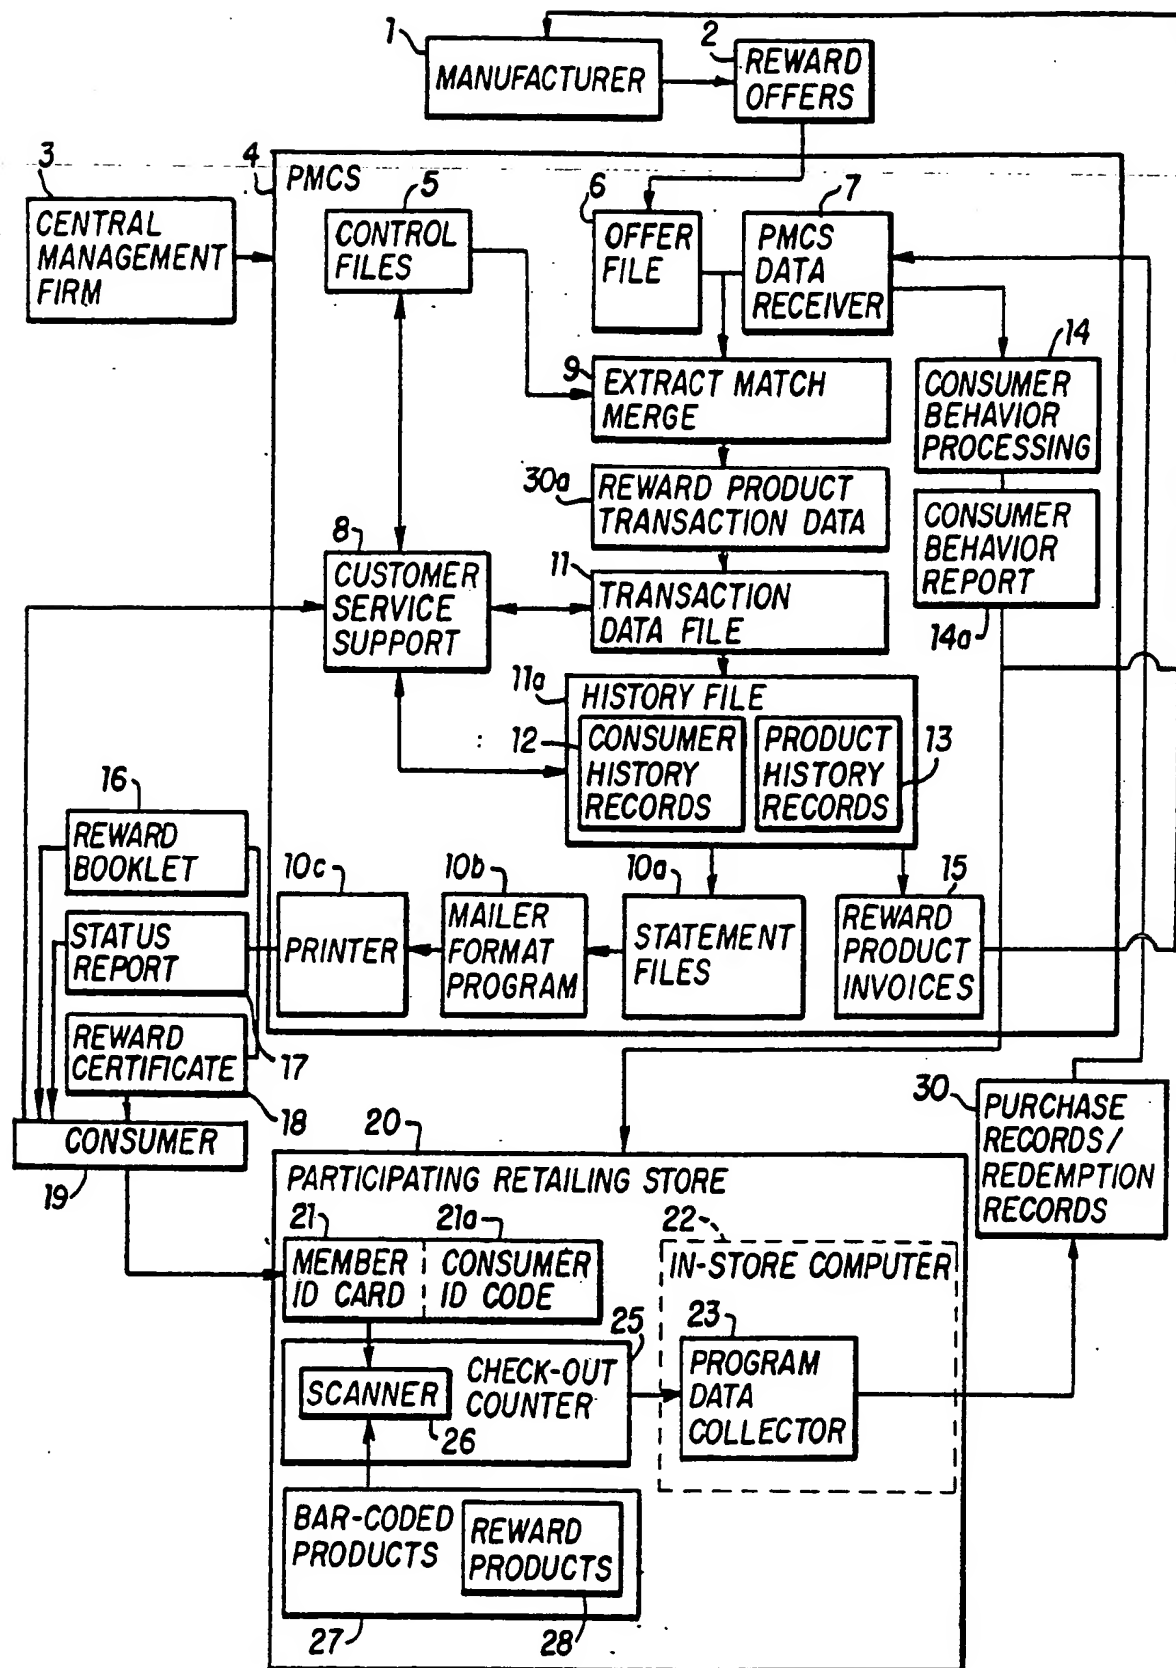 1
MANUFACTURER
2
REWARD
OFFERS
3
CENTRAL
MANAGEMENT
FIRM
4
PMCS
5
CONTROL
FILES
6
OFFER
FILE
7
PMCS
DATA
RECEIVER
9
EXTRACT MATCH
MERGE
14
CONSUMER
BEHAVIOR
PROCESSING
30a
REWARD PRODUCT
TRANSACTION DATA
CONSUMER
BEHAVIOR
REPORT
14a
8
CUSTOMER
SERVICE
SUPPORT
11
TRANSACTION
DATA FILE
11a
HISTORY FILE
12
CONSUMER
HISTORY
RECORDS
PRODUCT
HISTORY
RECORDS
13
16
REWARD
BOOKLET
STATUS
REPORT
17
REWARD
CERTIFICATE
18
10c
PRINTER
10b
MAILER
FORMAT
PROGRAM
10a
STATEMENT
FILES
15
REWARD
PRODUCT
INVOICES
CONSUMER
19
30
PURCHASE
RECORDS/
REDEMPTION
RECORDS
20
PARTICIPATING RETAILING STORE
21
MEMBER
ID CARD
21a
CONSUMER
ID CODE
22
IN-STORE COMPUTER
23
PROGRAM
DATA
COLLECTOR
25
CHECK-OUT
COUNTER
SCANNER
26
BAR-CODED
PRODUCTS
REWARD
PRODUCTS
27
28